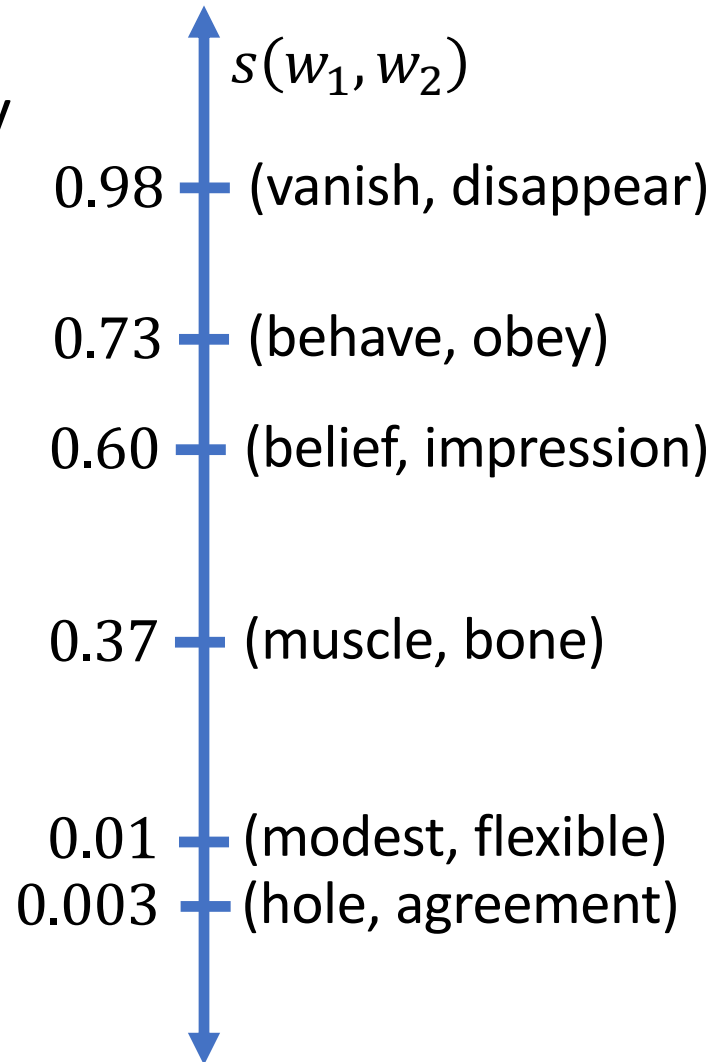 s(w₁, w₂)
y
0.98 (vanish, disappear)
0.73 (behave, obey)
0.60 (belief, impression)
0.37 (muscle, bone)
0.01 (modest, flexible)
0.003 (hole, agreement)